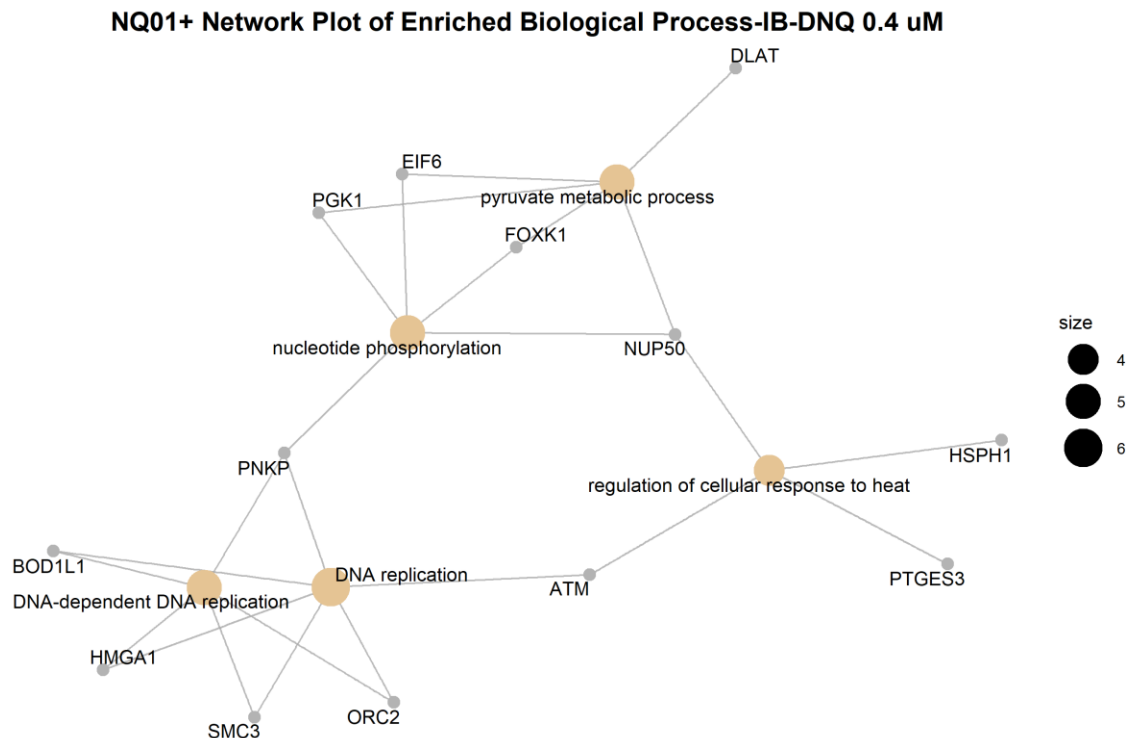 NQ01+ Network Plot of Enriched Biological Process-IB-DNQ 0.4 uM
DLAT
EIF6
PGK1
pyruvate metabolic process
FOXK1
size
nucleotide phosphorylation
NUP50
4
5
6
HSPH1
PNKP
regulation of cellular response to heat
BOD1L1
DNA replication
PTGES3
ATM
DNA-dependent DNA replication
HMGA1
ORC2
SMC3